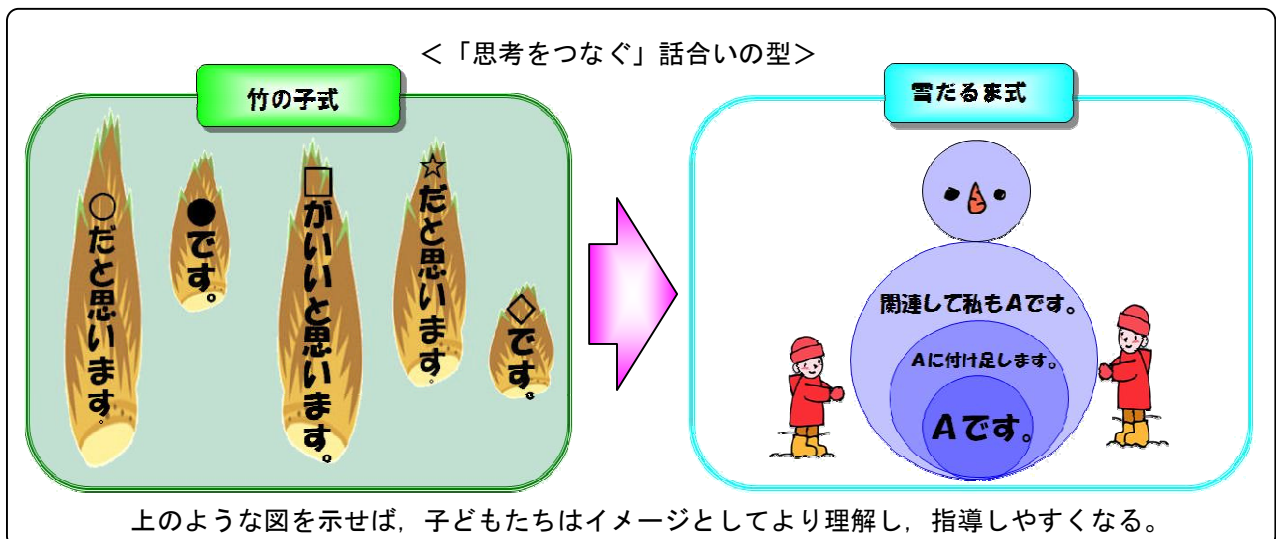 ＜「思考をつなぐ」話合いの型＞
竹の子式
○だと思います。
●です。
□がいいと思います。
☆だと思います。
◇です。
雪だるま式
関連して私もAです。
Aに付け足します。
Aです。
上のような図を示せば，子どもたちはイメージとしてより理解し，指導しやすくなる。